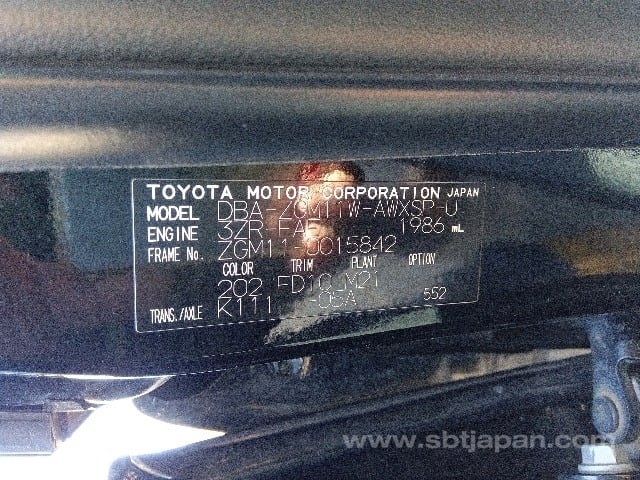 TOYOTA MOTOR CORPORATION JAPAN
MODEL DBA-ZGM11W-AWXSP-U
ENGINE 3ZR-FAE 1986 mL
FRAME No. ZGM11-0015842
COLOR TRIM PLANT OPTION
202 FD10 M21
TRANS./AXLE K111 -05A 552
www.sbtjapan.com